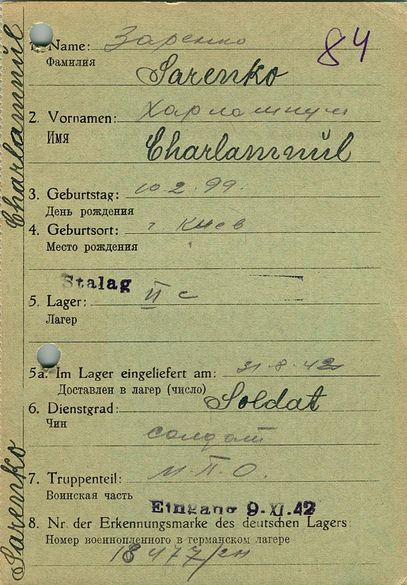 1. Name: Заренко
84
Фамилия
Sarenko
2. Vornamen:
Имя
Charlamnül
3. Geburtstag: 10.2.99.
День рождения
4. Geburtsort: г. Киев
Место рождения
Stalag
5. Lager: II c
Лагерь
5a. Im Lager eingeliefert am: 31-8-42
Доставлен в лагерь (число)
6. Dienstgrad: Soldat
Чин
солдат
7. Truppenteil: М.П.О.
Воинская часть
Eingang 9.XI.42
8. Nr. der Erkennungsmarke des deutschen Lagers:
Номер военнопленного в германском лагере
18477/
Sarenko Charlamnül